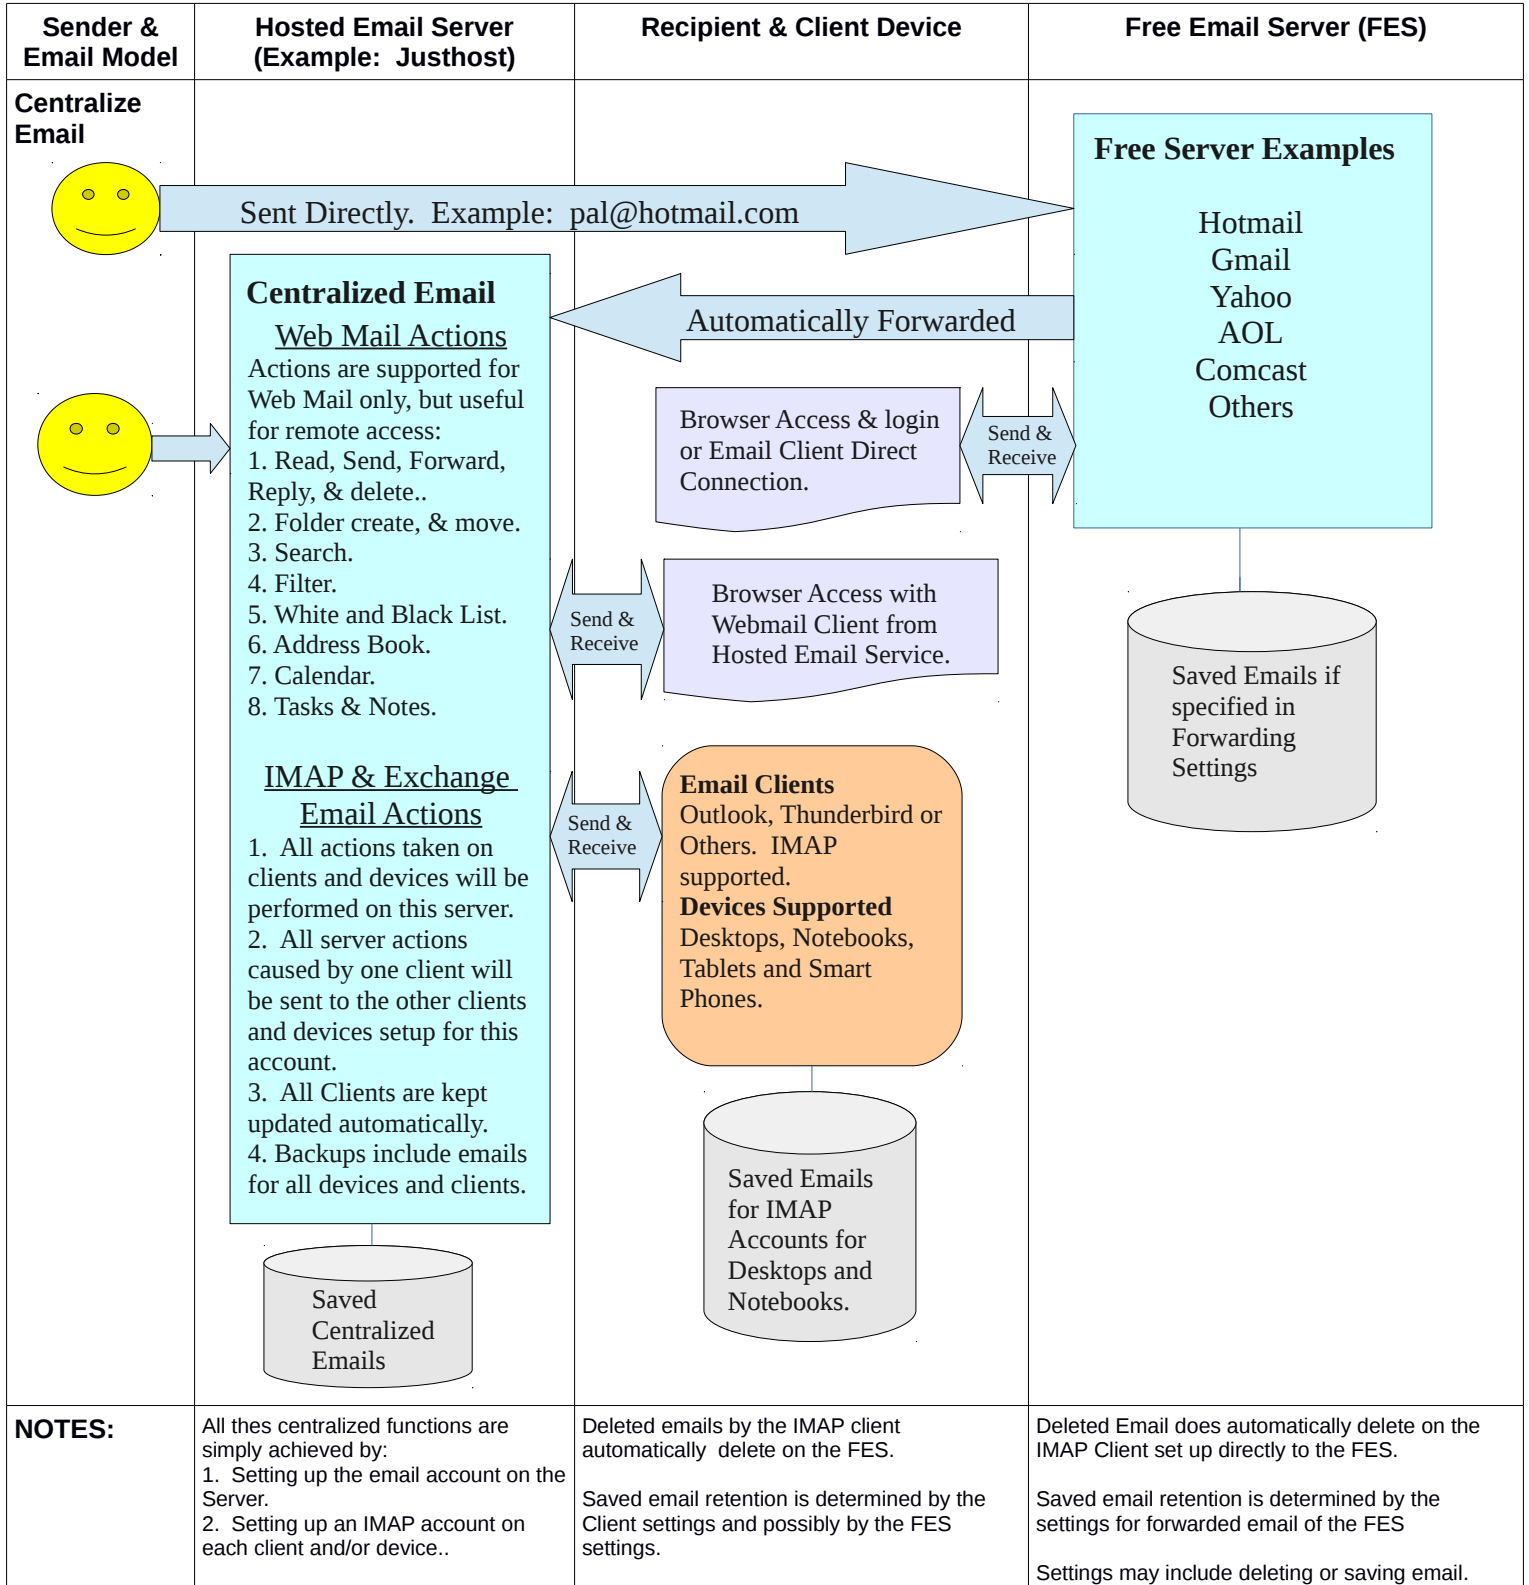 Sender &
Email Model
Hosted Email Server
(Example:  Justhost)
Recipient & Client Device
Free Email Server (FES)
Centralize
Email
Sent Directly.  Example:  pal@hotmail.com
Free Server Examples
Hotmail
Gmail
Yahoo
AOL
Comcast
Others
Automatically Forwarded
Centralized Email
Web Mail Actions
Actions are supported for
Web Mail only, but useful
for remote access:
1. Read, Send, Forward,
Reply, & delete..
2. Folder create, & move.
3. Search.
4. Filter.
5. White and Black List.
6. Address Book.
7. Calendar.
8. Tasks & Notes.
IMAP & Exchange
Email Actions
1.  All actions taken on
clients and devices will be
performed on this server.
2.  All server actions
caused by one client will
be sent to the other clients
and devices setup for this
account.
3.  All Clients are kept
updated automatically.
4. Backups include emails
for all devices and clients.
Saved
Centralized
Emails
Browser Access & login
or Email Client Direct
Connection.
Send &
Receive
Send &
Receive
Browser Access with
Webmail Client from
Hosted Email Service.
Send &
Receive
Email Clients
Outlook, Thunderbird or
Others.  IMAP
supported.
Devices Supported
Desktops, Notebooks,
Tablets and Smart
Phones.
Saved Emails
for IMAP
Accounts for
Desktops and
Notebooks.
Saved Emails if
specified in
Forwarding
Settings
NOTES:
All thes centralized functions are
simply achieved by:
1.  Setting up the email account on the
Server.
2.  Setting up an IMAP account on
each client and/or device..
Deleted emails by the IMAP client
automatically  delete on the FES.
Saved email retention is determined by the
Client settings and possibly by the FES
settings.
Deleted Email does automatically delete on the
IMAP Client set up directly to the FES.
Saved email retention is determined by the
settings for forwarded email of the FES
Settings may include deleting or saving email.